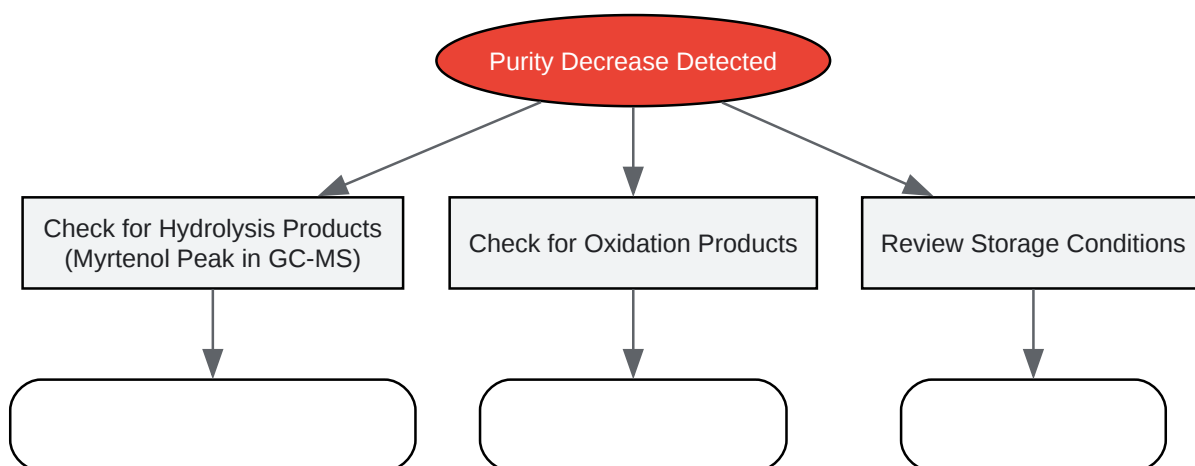 Purity Decrease Detected
Check for Hydrolysis Products
(Myrtenol Peak in GC-MS)
Check for Oxidation Products
Review Storage Conditions